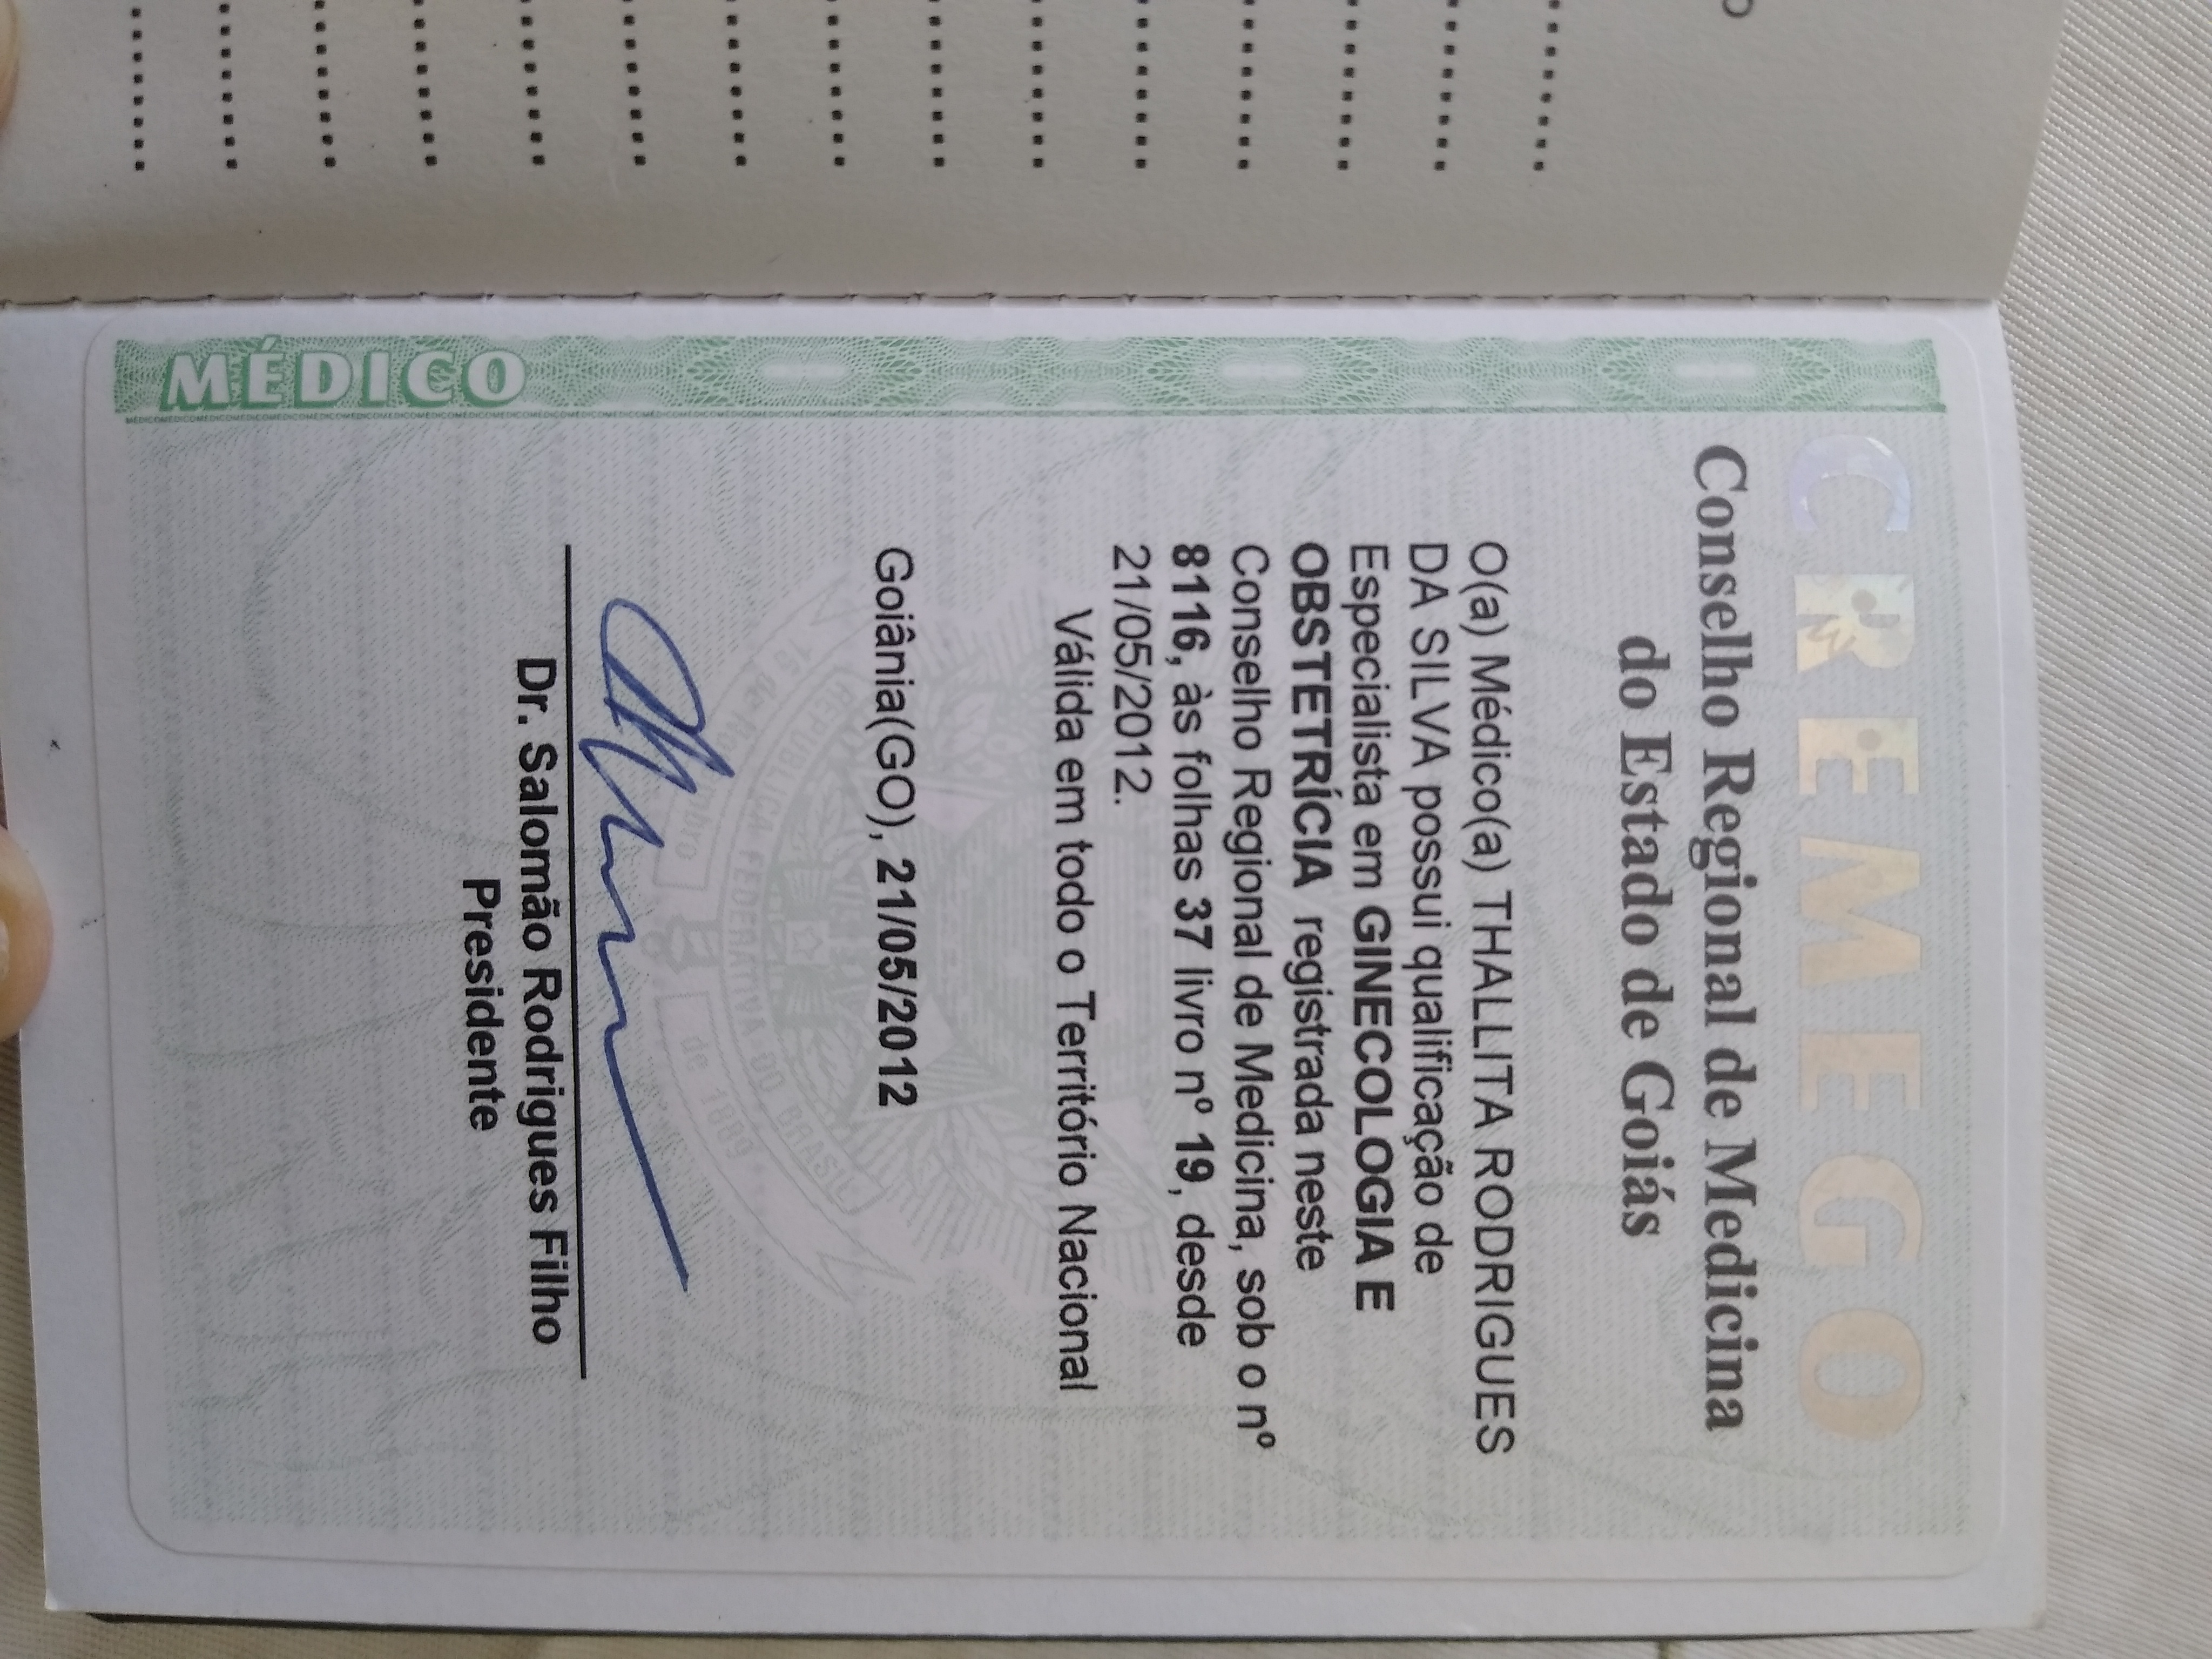 CREMEGO
Conselho Regional de Medicina
do Estado de Goiás
O(a) Médico(a) THALLITA RODRIGUES
DA SILVA possui qualificação de
Especialista em GINECOLOGIA E
OBSTETRÍCIA registrada neste
Conselho Regional de Medicina, sob o nº
8116, às folhas 37 livro nº 19, desde
21/05/2012.
Válida em todo o Território Nacional
Goiânia(GO), 21/05/2012
Dr. Salomão Rodrigues Filho
Presidente
MÉDICO